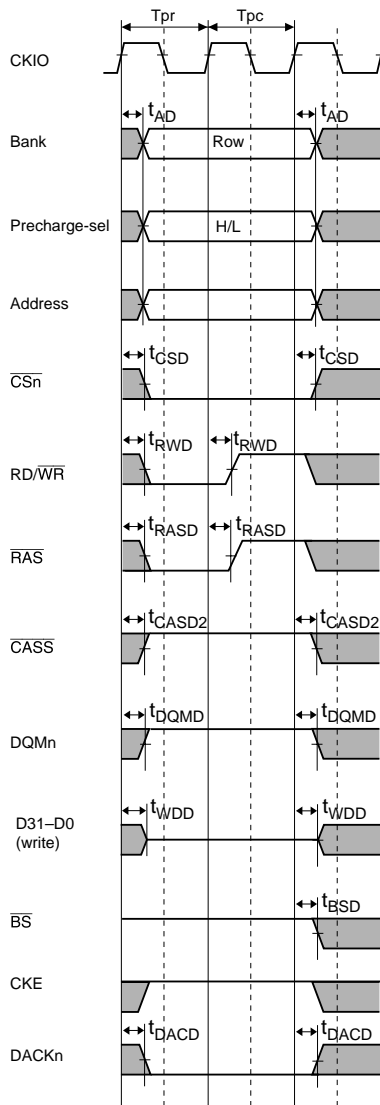 Tpr Tpc
CKIO
tAD tAD
Bank Row
Precharge-sel H/L
Address
tCSD tCSD
CSn
tRWD tRWD
RD/WR
tRASD tRASD
RAS
tCASD2 tCASD2
CASS
tDQMD tDQMD
DQMn
tWDD tWDD
D31–D0
(write)
tBSD
BS
CKE
tDACD tDACD
DACKn